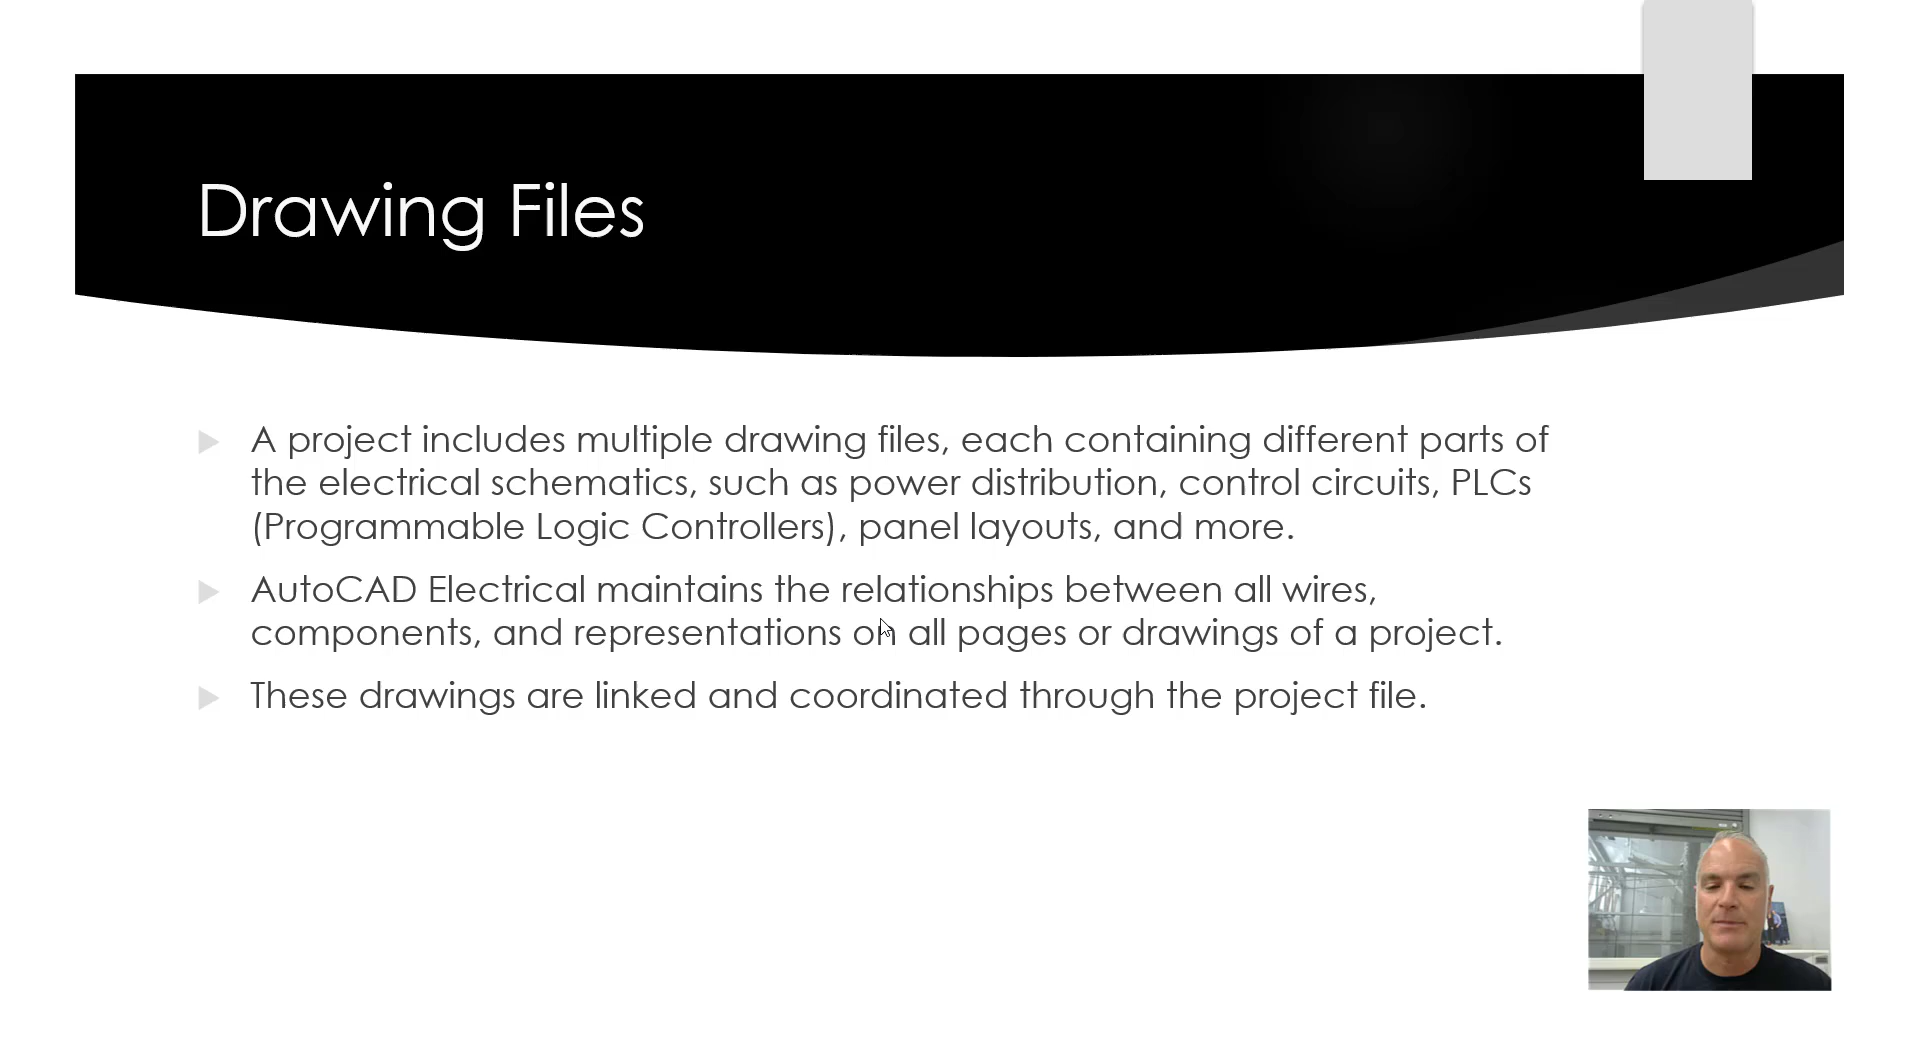 Drawing Files
A project includes multiple drawing files, each containing different parts of
the electrical schematics, such as power distribution, control circuits, PLCs
(Programmable Logic Controllers), panel layouts, and more.
AutoCAD Electrical maintains the relationships between all wires,
components, and representations on all pages or drawings of a project.
These drawings are linked and coordinated through the project file.